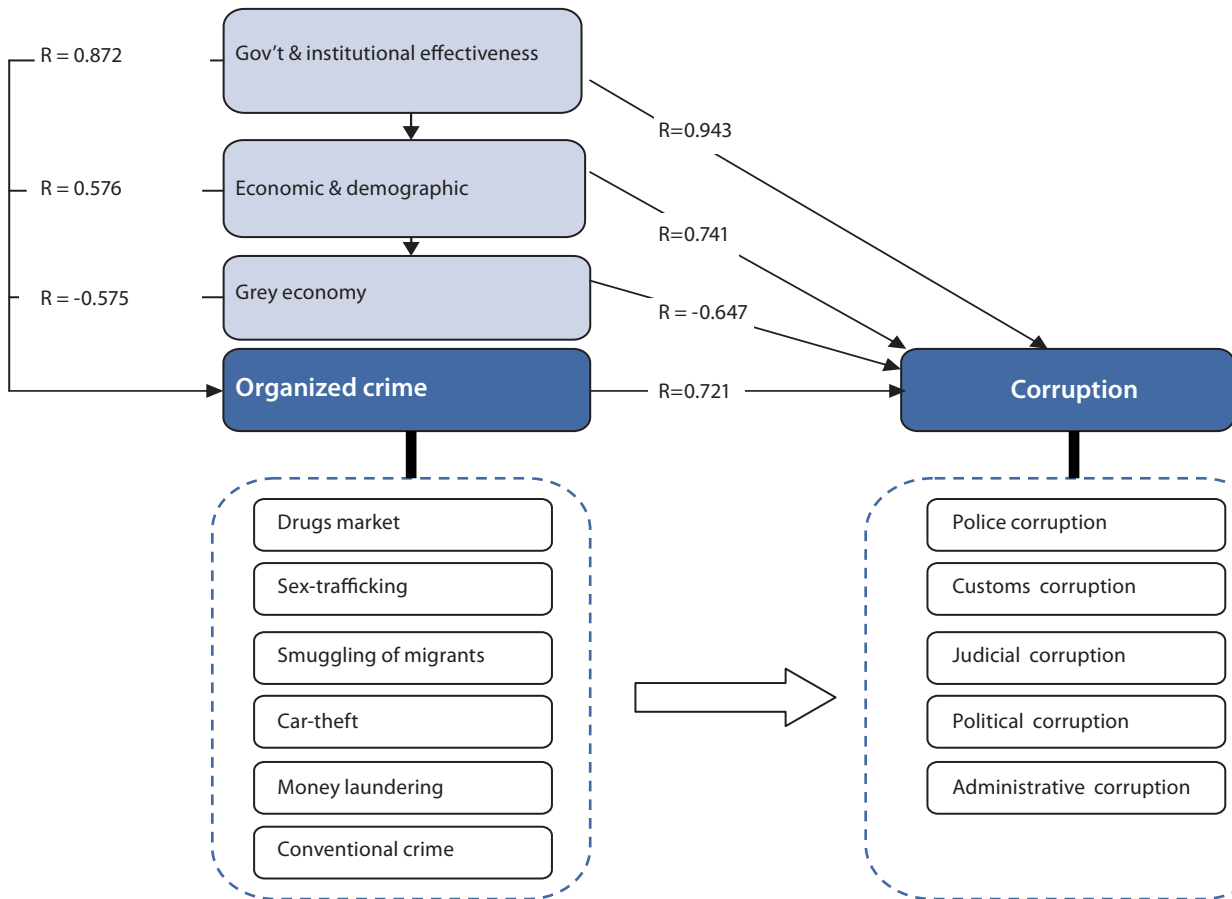 R = 0.872
Gov't & institutional effectiveness
R=0.943
R = 0.576
Economic & demographic
R=0.741
R = -0.575
Grey economy
R = -0.647
Organized crime
R=0.721
Corruption
Drugs market
Sex-trafficking
Smuggling of migrants
Car-theft
Money laundering
Conventional crime
Police corruption
Customs corruption
Judicial corruption
Political corruption
Administrative corruption